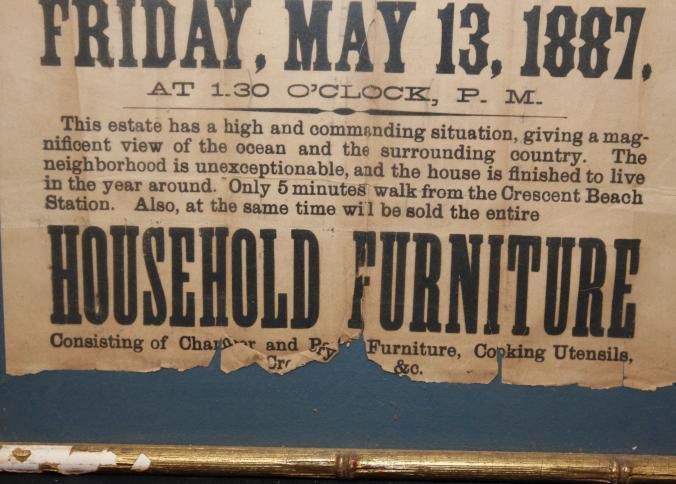 FRIDAY, MAY 13, 1887,
AT 1.30 O'CLOCK, P. M.
This estate has a high and commanding situation, giving a mag-
nificent view of the ocean and the surrounding country. The
neighborhood is unexceptionable, and the house is finished to live
in the year around. Only 5 minutes walk from the Crescent Beach
Station. Also, at the same time will be sold the entire
HOUSEHOLD FURNITURE
Consisting of and Furniture, Cooking Utensils,
&c.